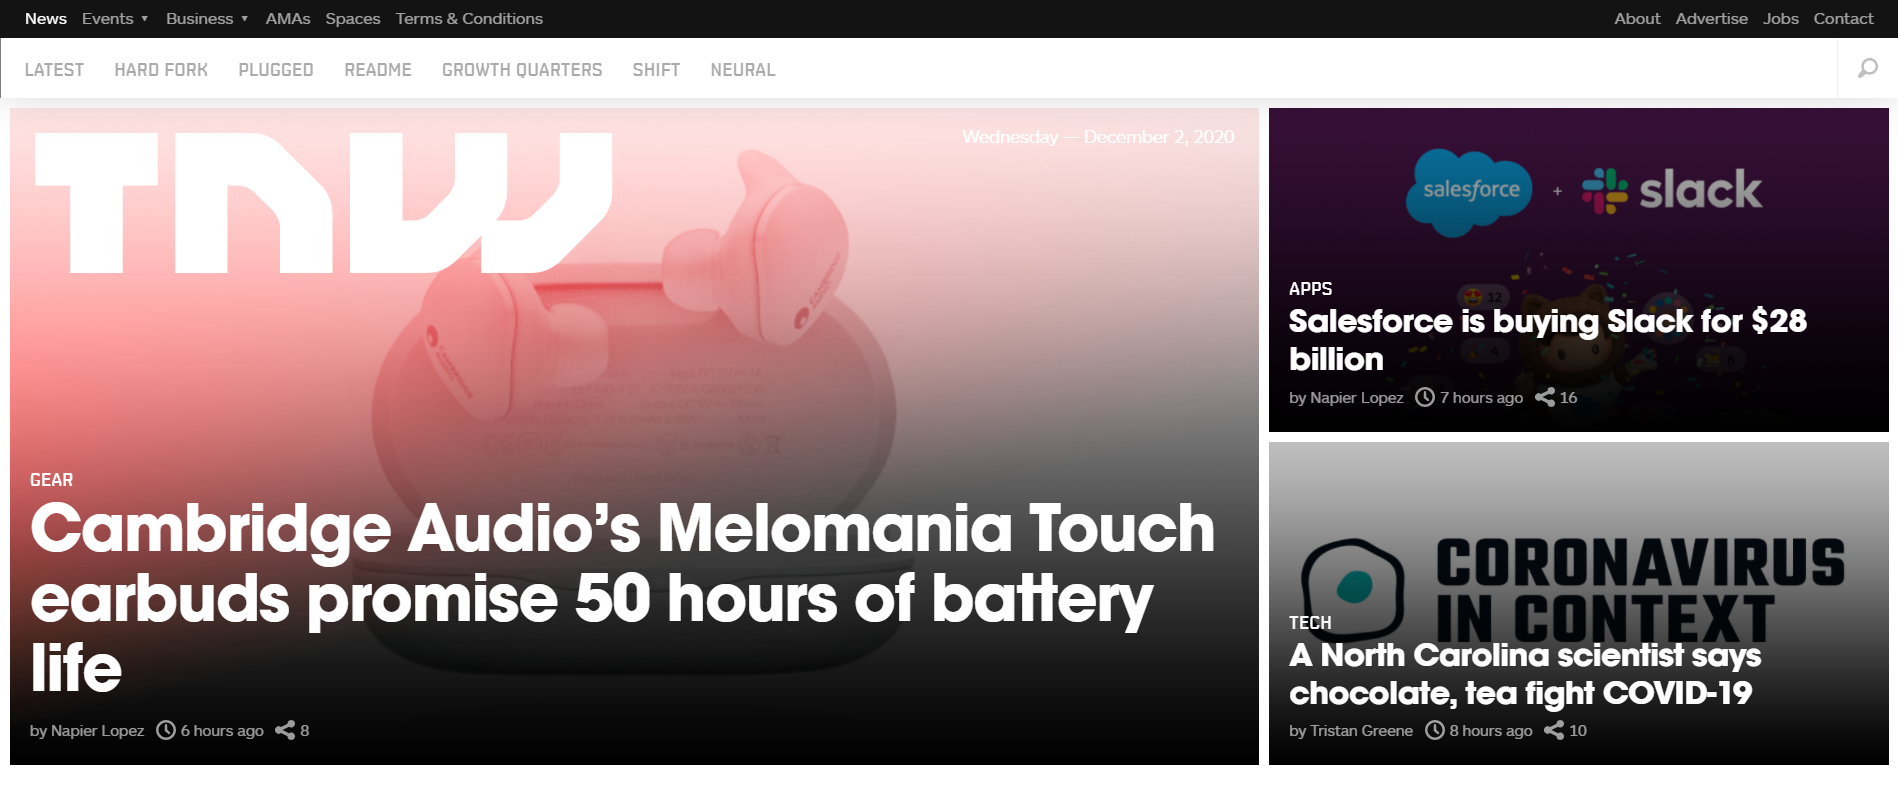 News Events Business AMAs Spaces Terms & Conditions About Advertise Jobs Contact
LATEST HARD FORK PLUGGED README GROWTH QUARTERS SHIFT NEURAL
TNW
Wednesday — December 2, 2020
GEAR
Cambridge Audio’s Melomania Touch
earbuds promise 50 hours of battery
life
by Napier Lopez 6 hours ago 8
salesforce + slack
12
APPS
Salesforce is buying Slack for $28
billion
by Napier Lopez 7 hours ago 16
CORONAVIRUS
IN CONTEXT
TECH
A North Carolina scientist says
chocolate, tea fight COVID-19
by Tristan Greene 8 hours ago 10